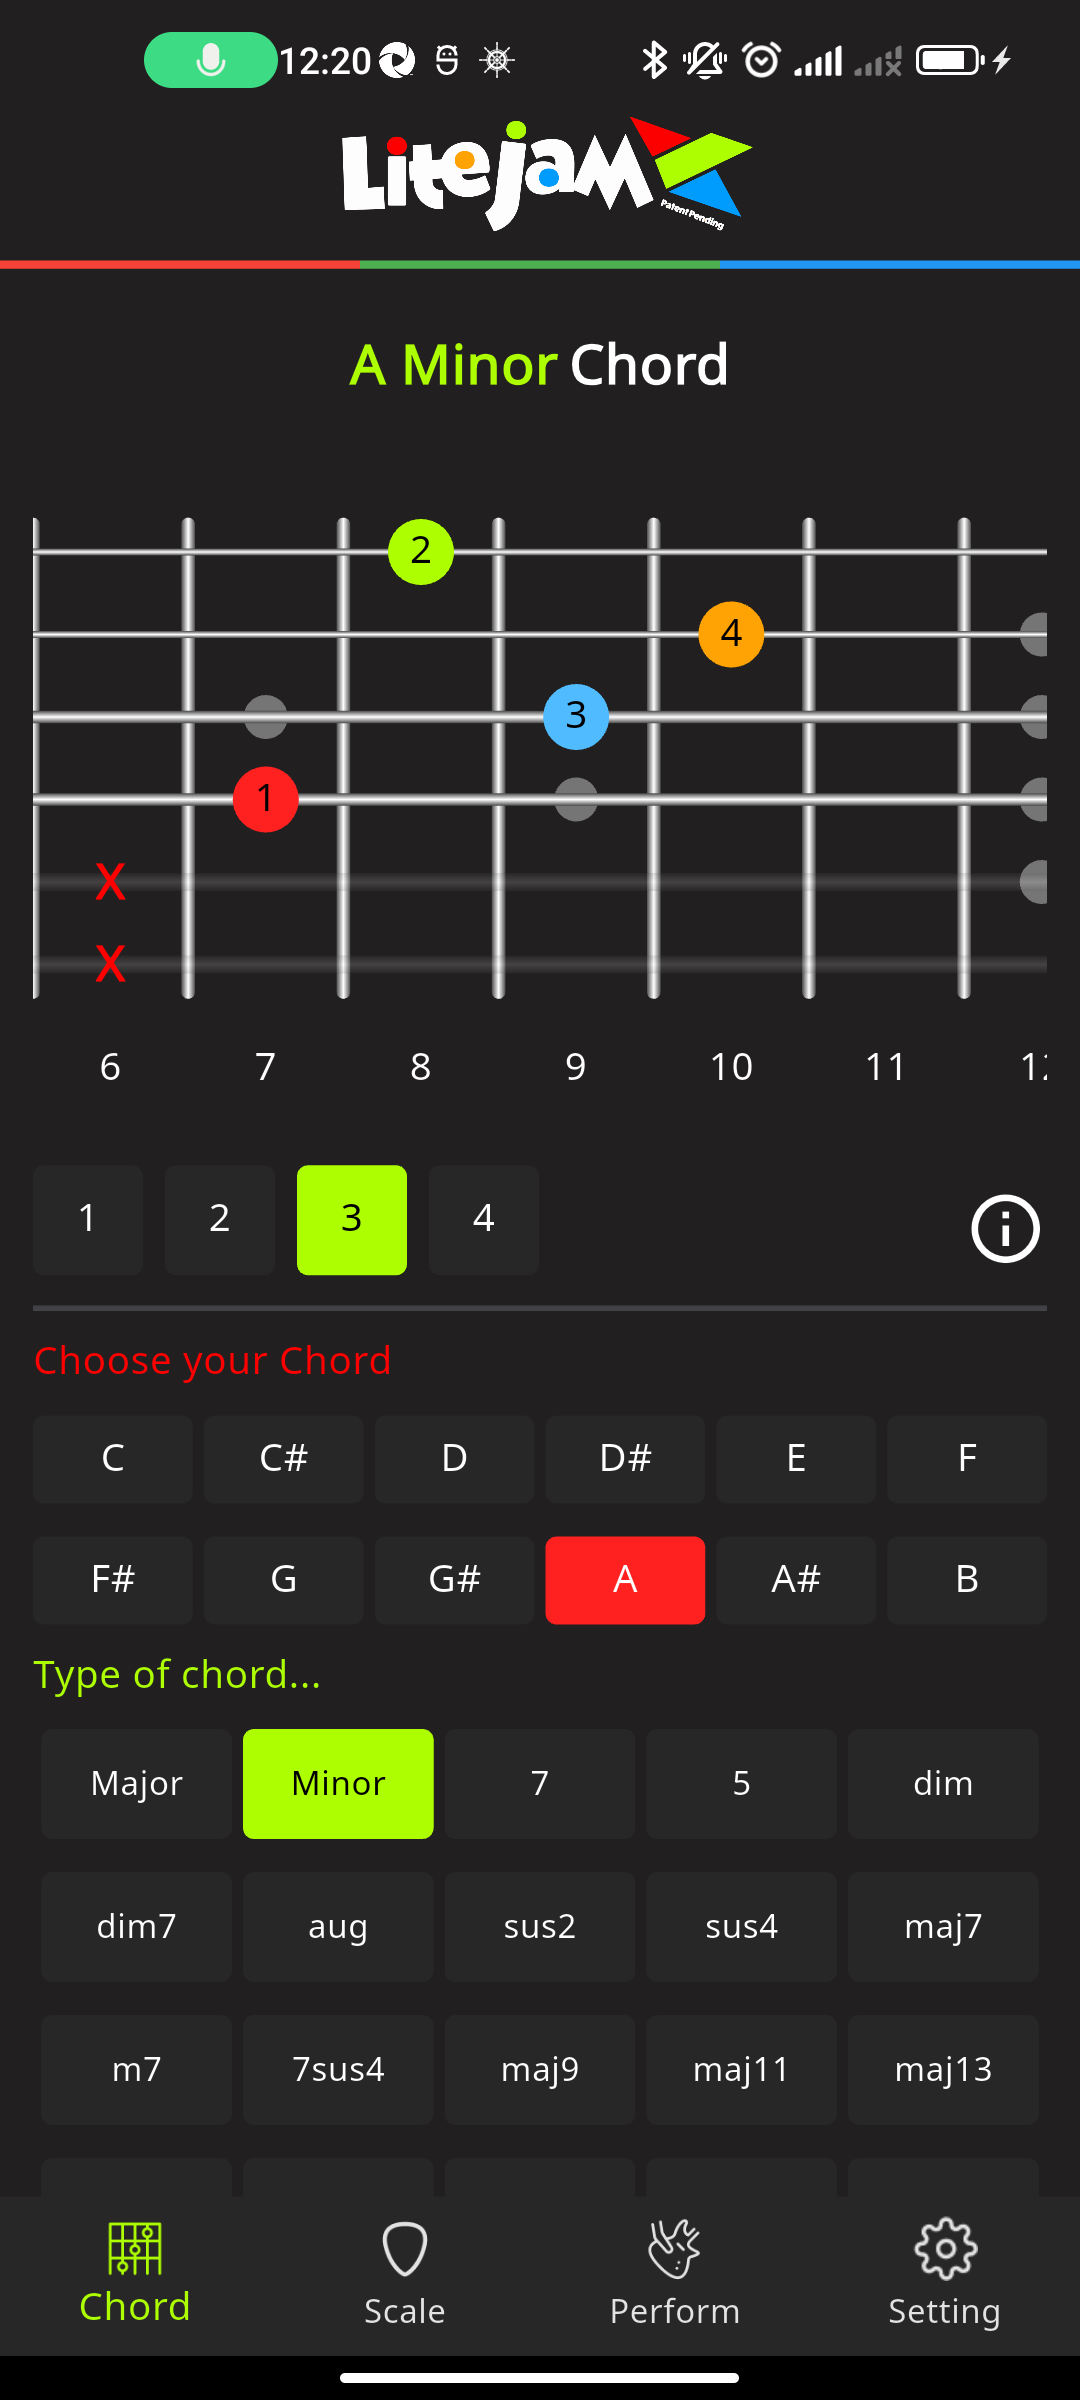 12:20
LiteJam
Patent Pending
A Minor Chord
2
4
3
1
X
X
6 7 8 9 10 11 12
1 2 3 4
Choose your Chord
C C# D D# E F
F# G G# A A# B
Type of chord...
Major Minor 7 5 dim
dim7 aug sus2 sus4 maj7
m7 7sus4 maj9 maj11 maj13
Chord Scale Perform Setting